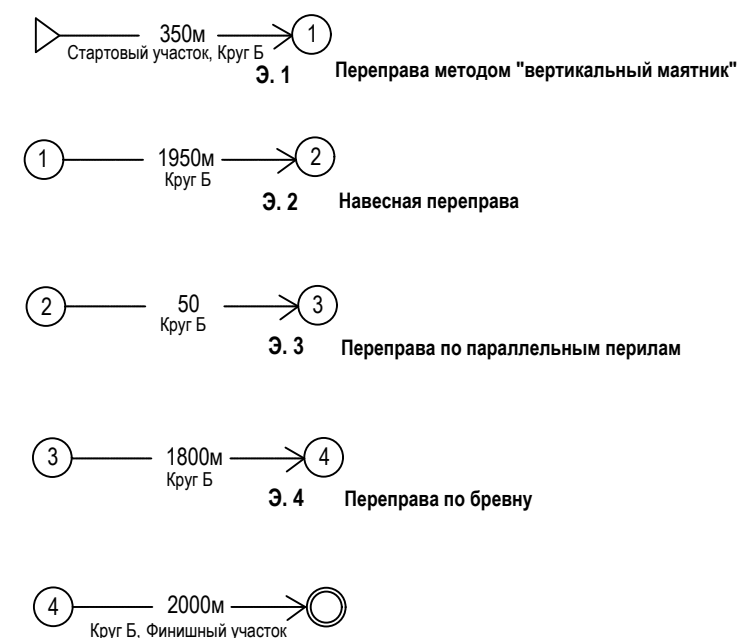 350м
1
Стартовый участок, Круг Б
Э. 1 Переправа методом "вертикальный маятник"
1 1950м 2
Круг Б
Э. 2 Навесная переправа
2 50 3
Круг Б
Э. 3 Переправа по параллельным перилам
3 1800м 4
Круг Б
Э. 4 Переправа по бревну
4 2000м
Круг Б, Финишный участок